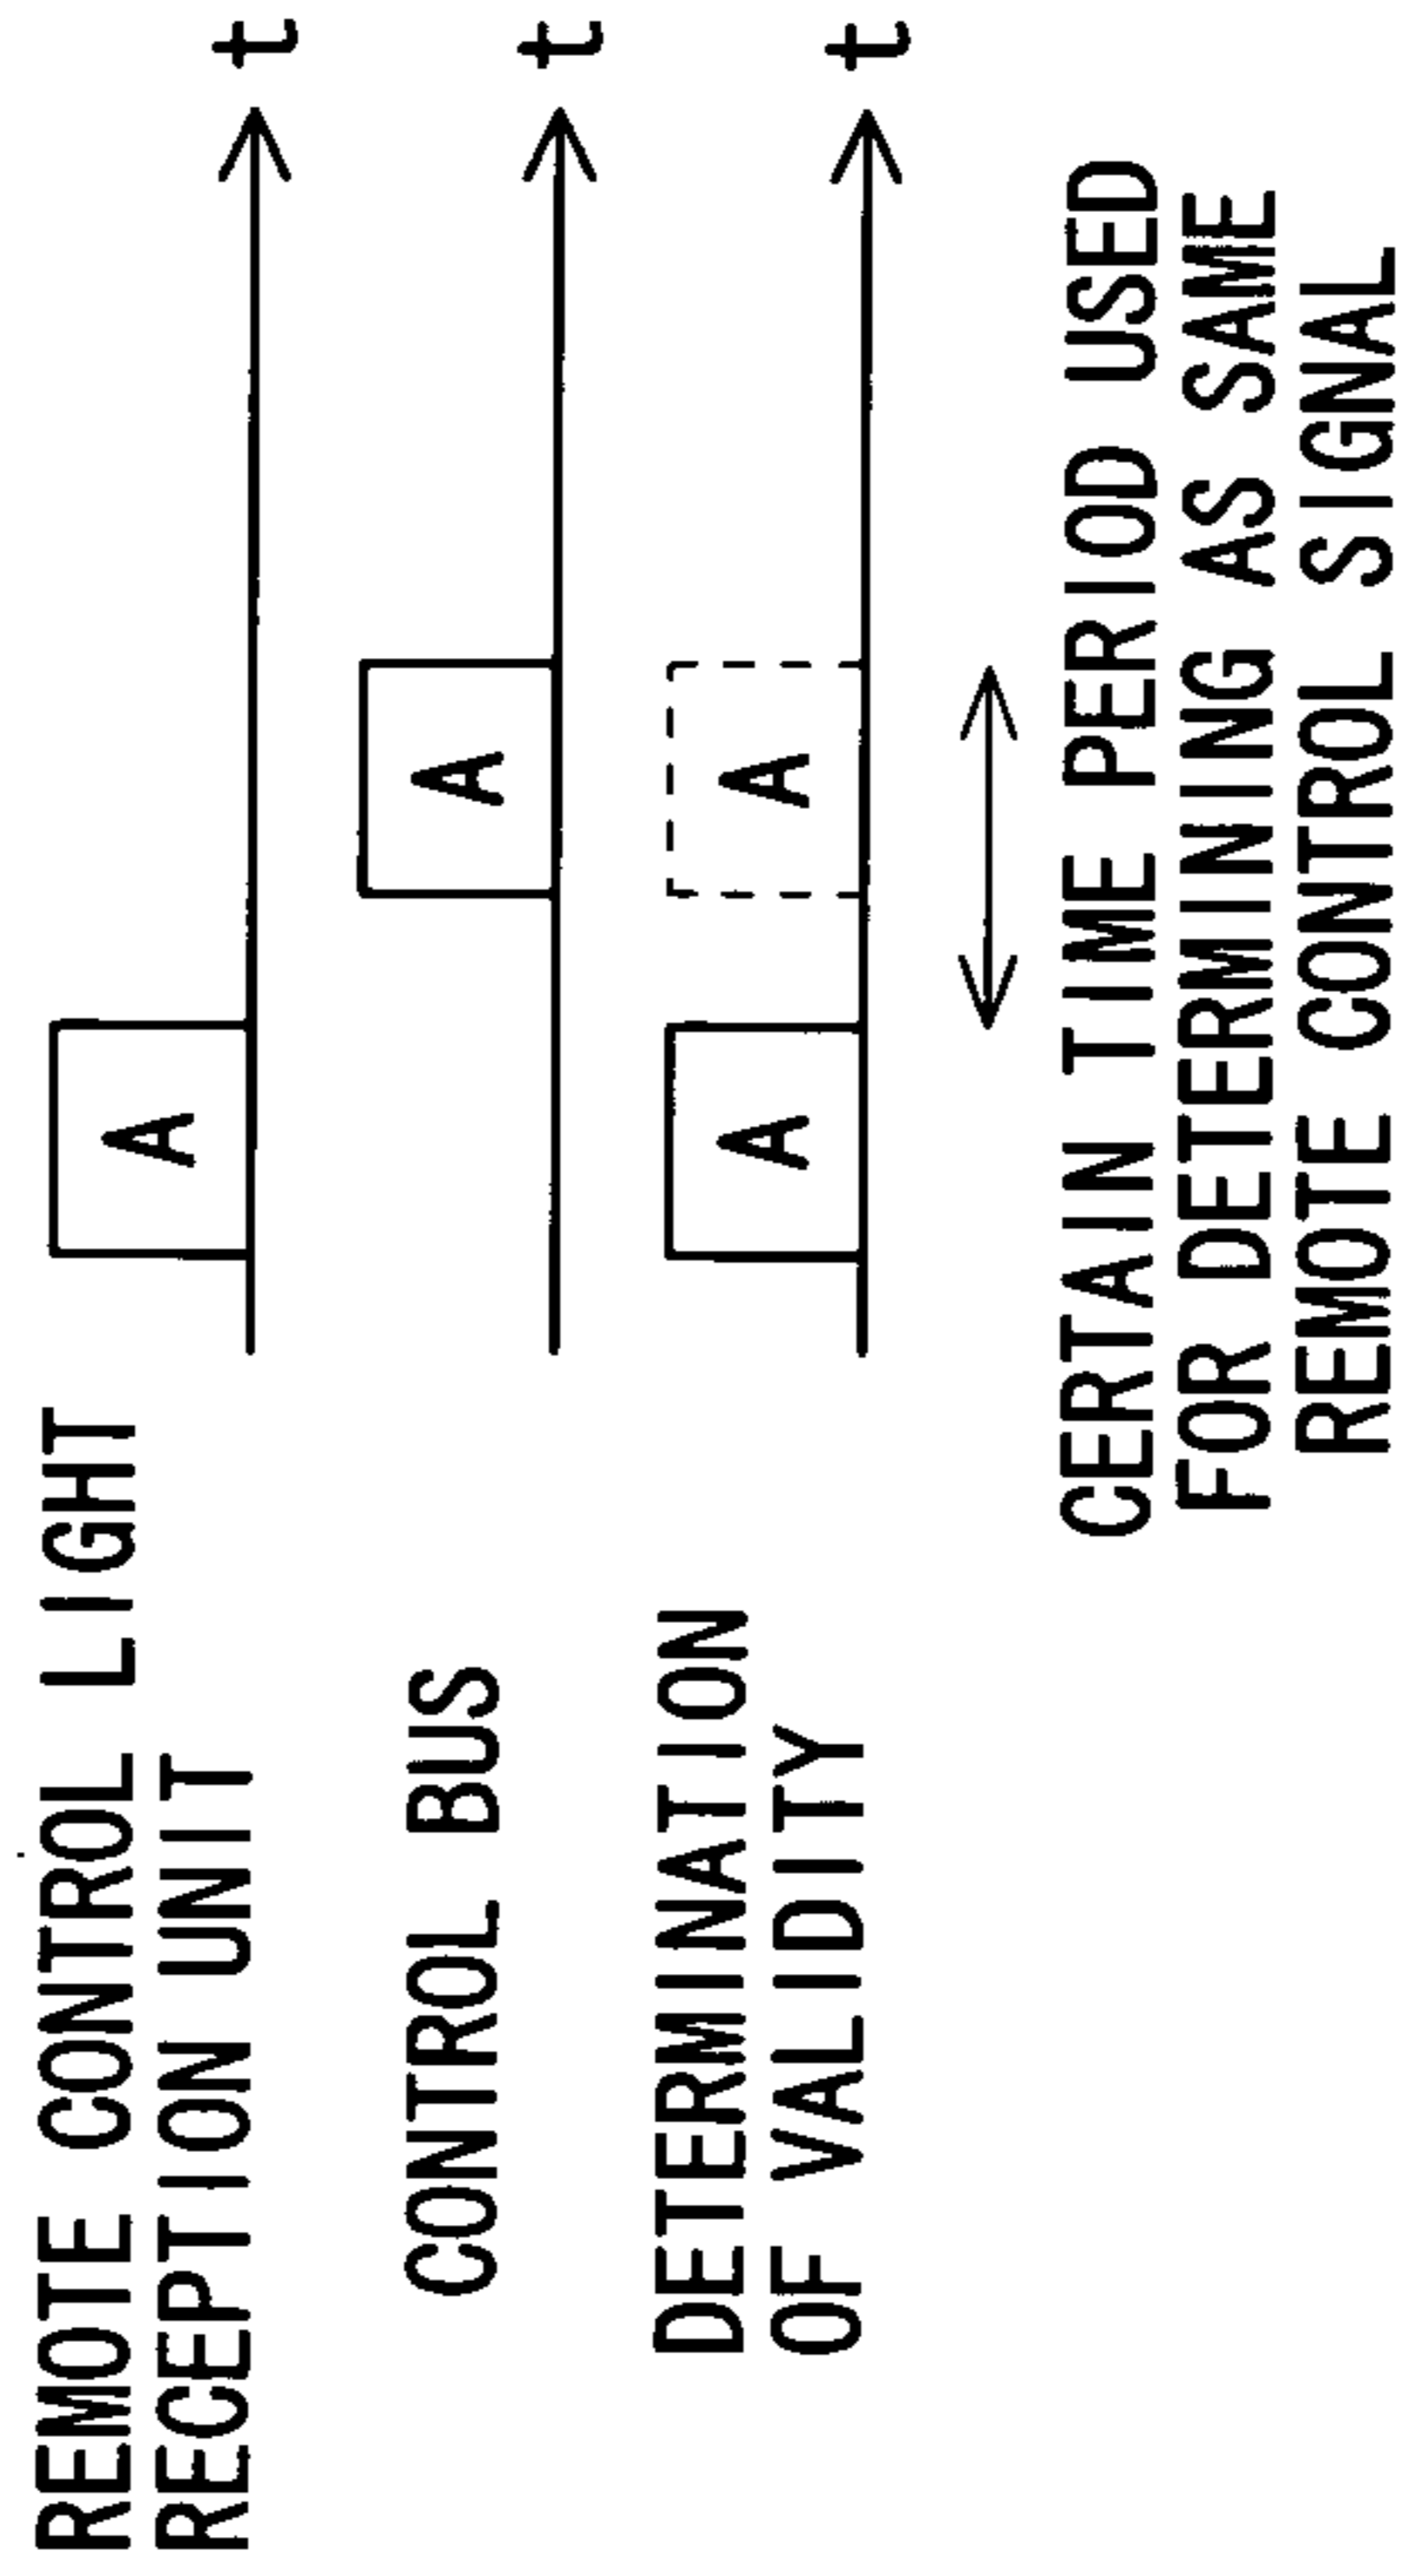 REMOTE CONTROL LIGHT
RECEPTION UNIT
A
t
CONTROL BUS
A
t
DETERMINATION
OF VALIDITY
A
A
t
CERTAIN TIME PERIOD USED
FOR DETERMINING AS SAME
REMOTE CONTROL SIGNAL